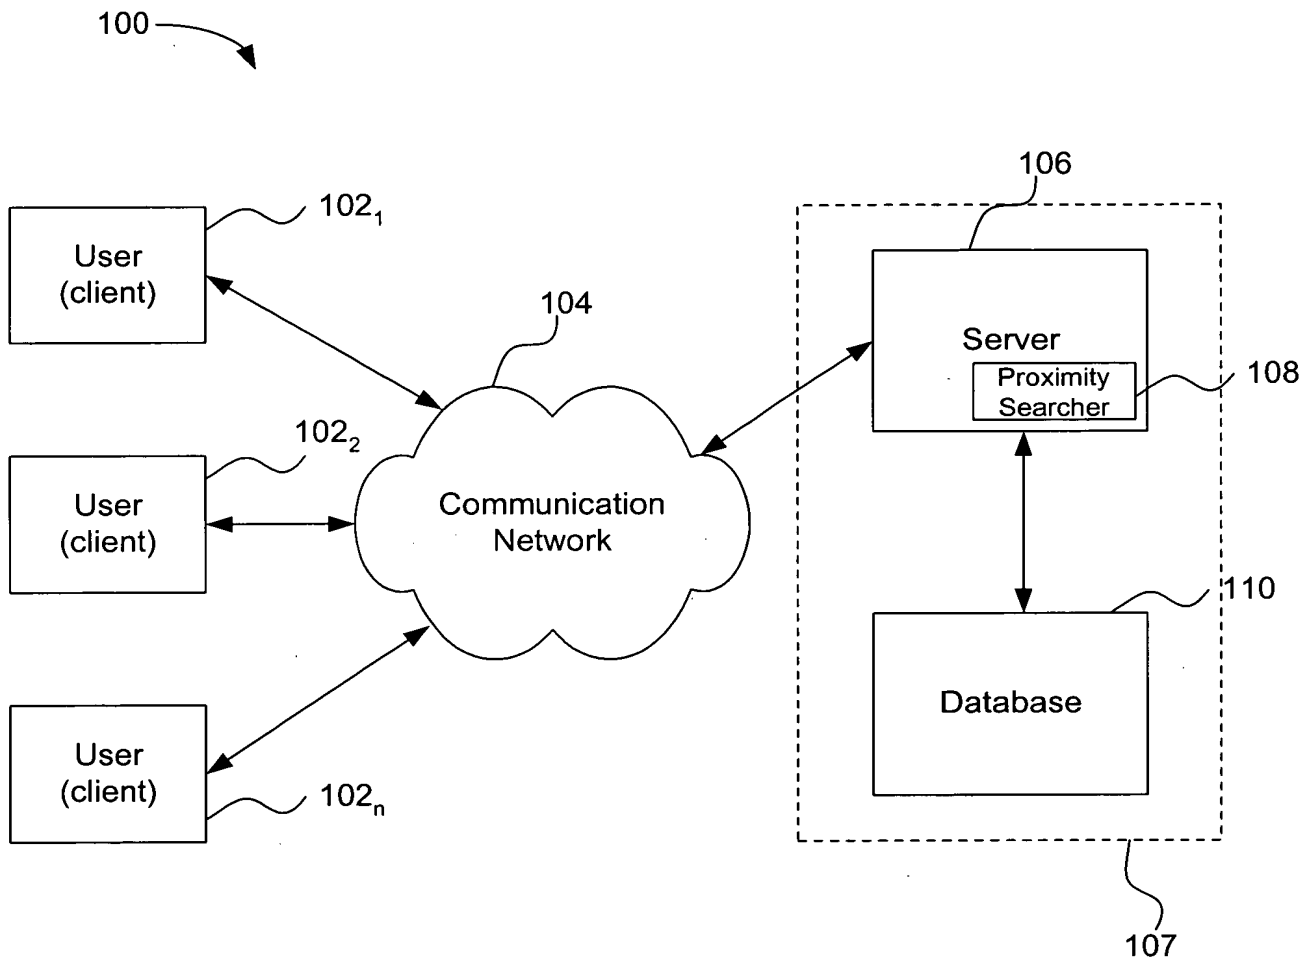 100
106
102₁
User
(client)
104
Server
Proximity
Searcher
108
102₂
User
(client)
Communication
Network
110
Database
User
(client)
102ₙ
107